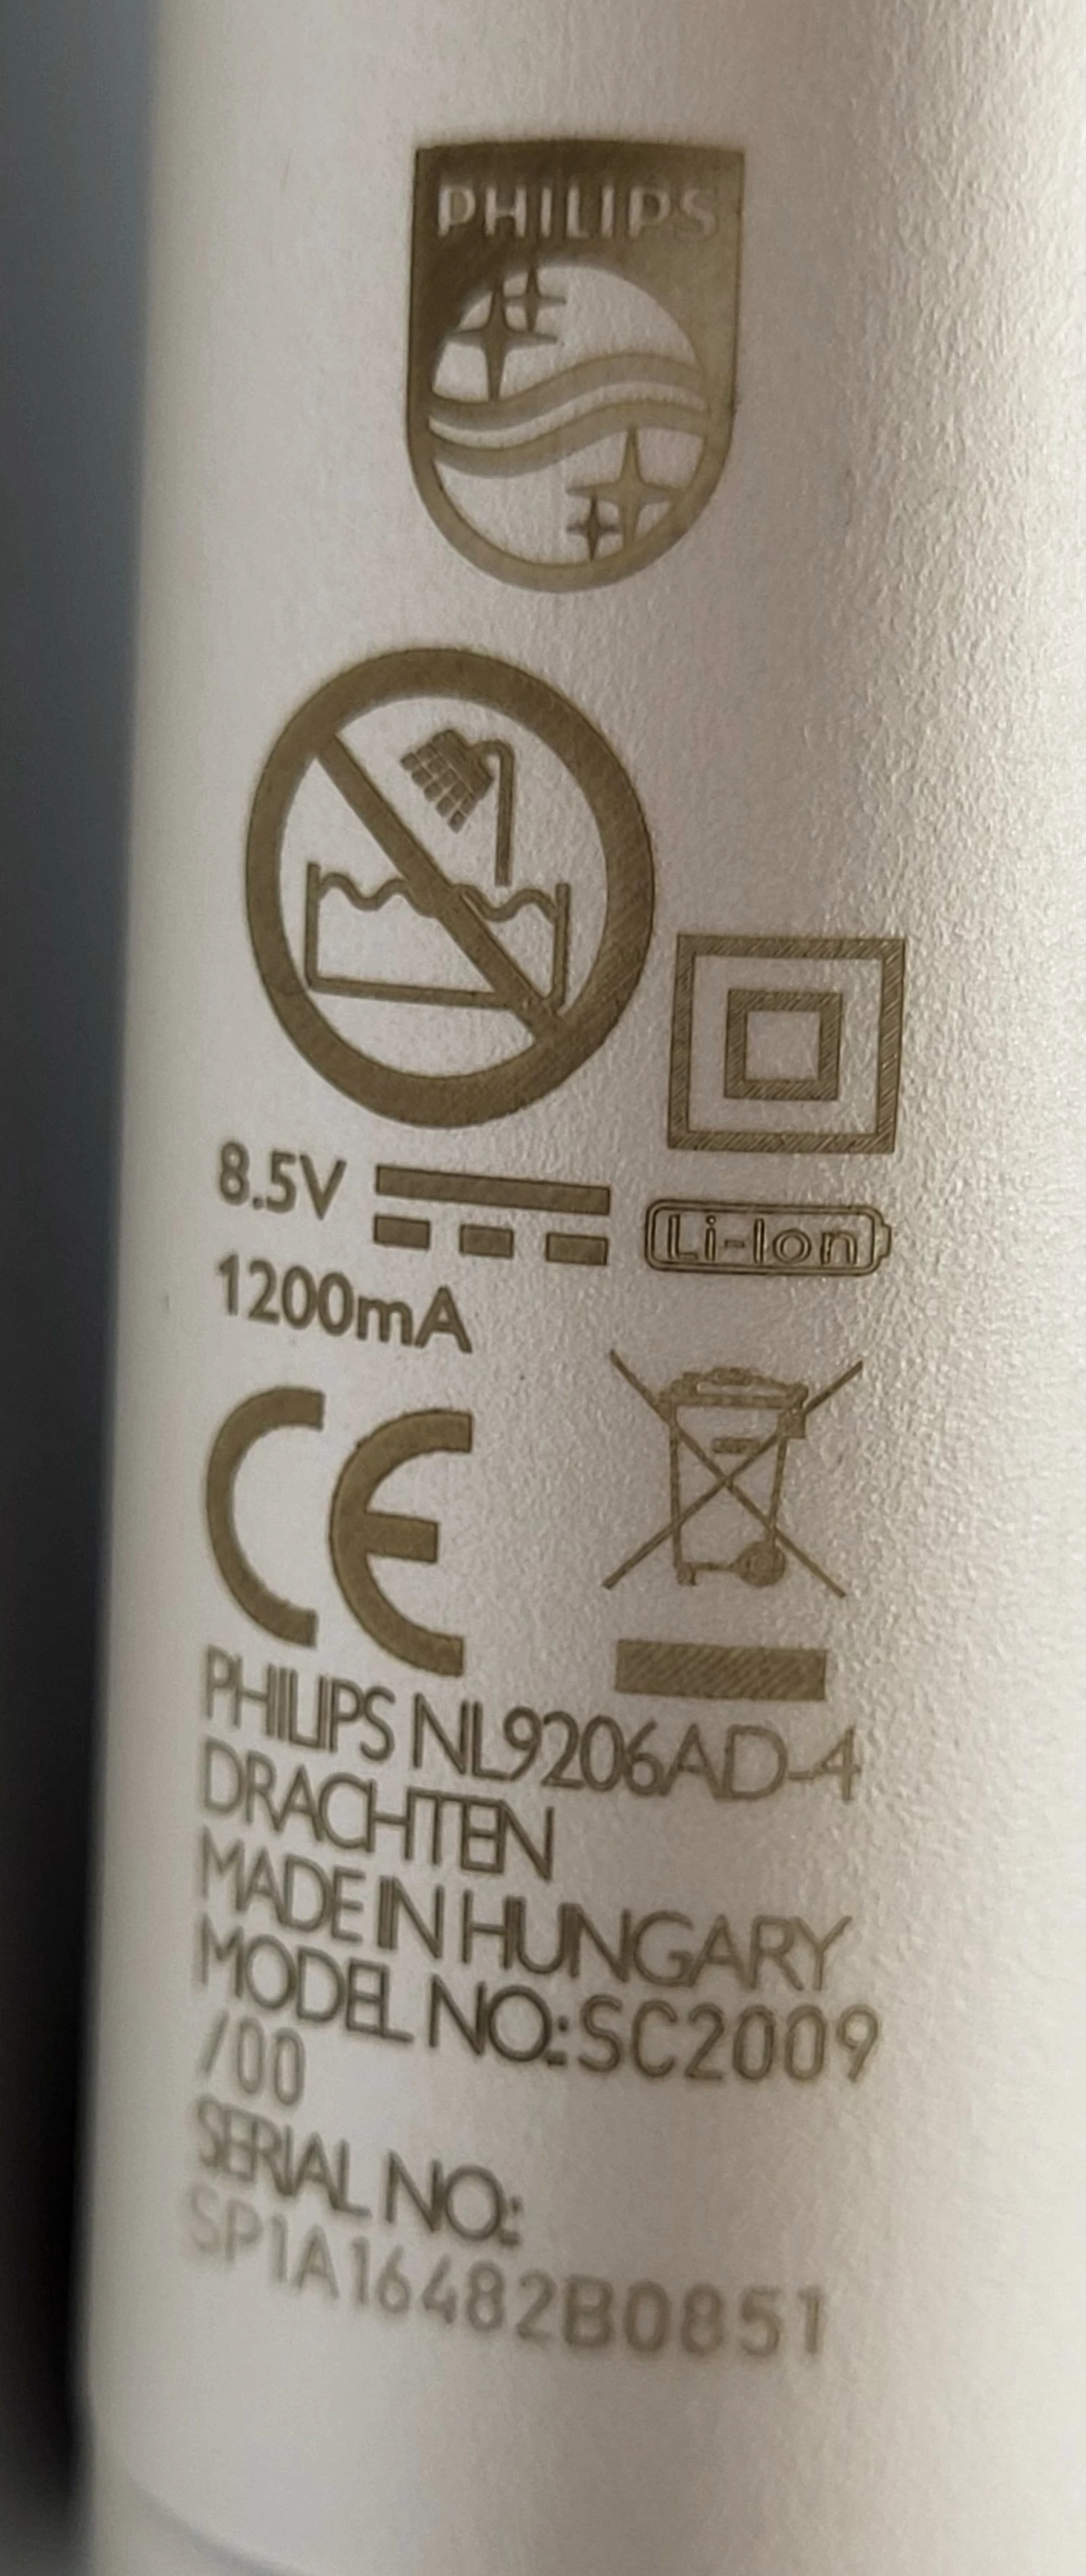 PHILIPS
8.5V
Li-Ion
1200mA
CE
PHILIPS NL9206AD-4
DRACHTEN
MADE IN HUNGARY
MODEL NO.:SC2009
/00
SERIAL NO.:
SP1A16482B0851